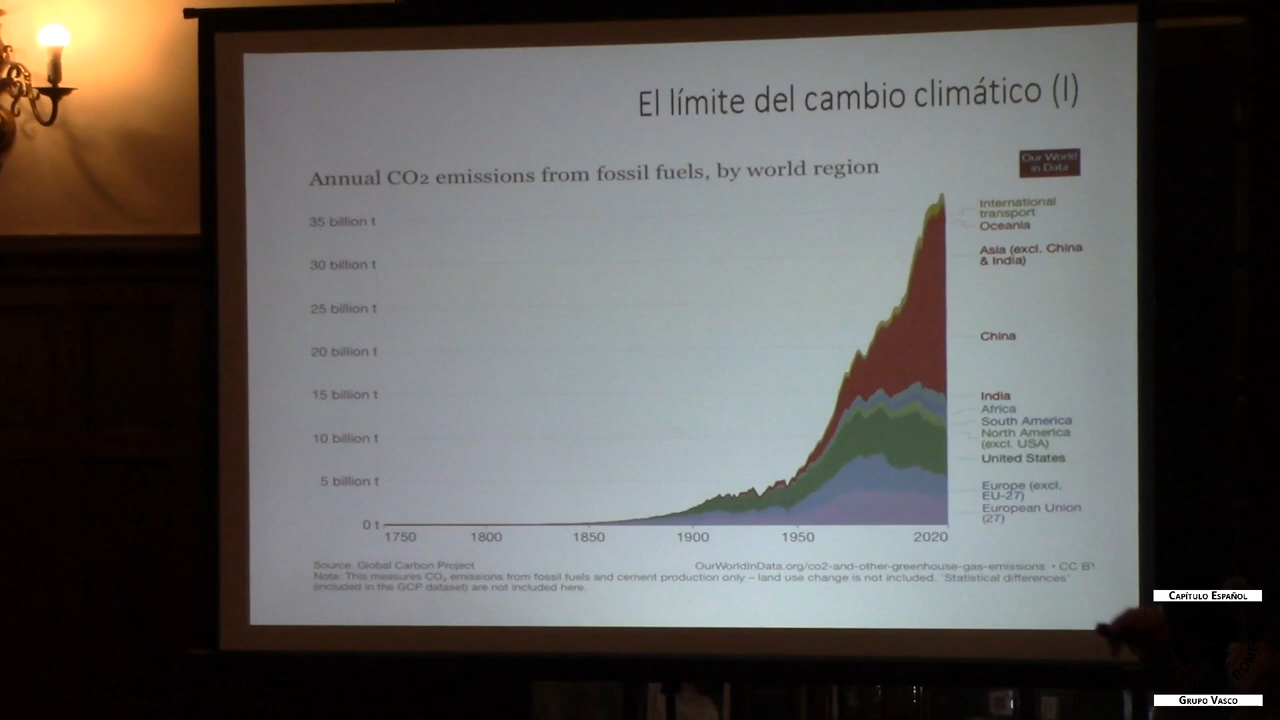 El límite del cambio climático (I)
Annual CO2 emissions from fossil fuels, by world region
Our World
in Data
35 billion t
30 billion t
25 billion t
20 billion t
15 billion t
10 billion t
5 billion t
0 t
1750
1800
1850
1900
1950
2020
International
transport
Oceania
Asia (excl. China
& India)
China
India
Africa
South America
North America
(excl. USA)
United States
Europe (excl.
EU-27)
European Union
(27)
Source: Global Carbon Project
OurWorldInData.org/co2-and-other-greenhouse-gas-emissions • CC BY
Note: This measures CO₂ emissions from fossil fuels and cement production only – land use change is not included. 'Statistical differences'
(included in the GCP dataset) are not included here.
Capítulo Español
Grupo Vasco